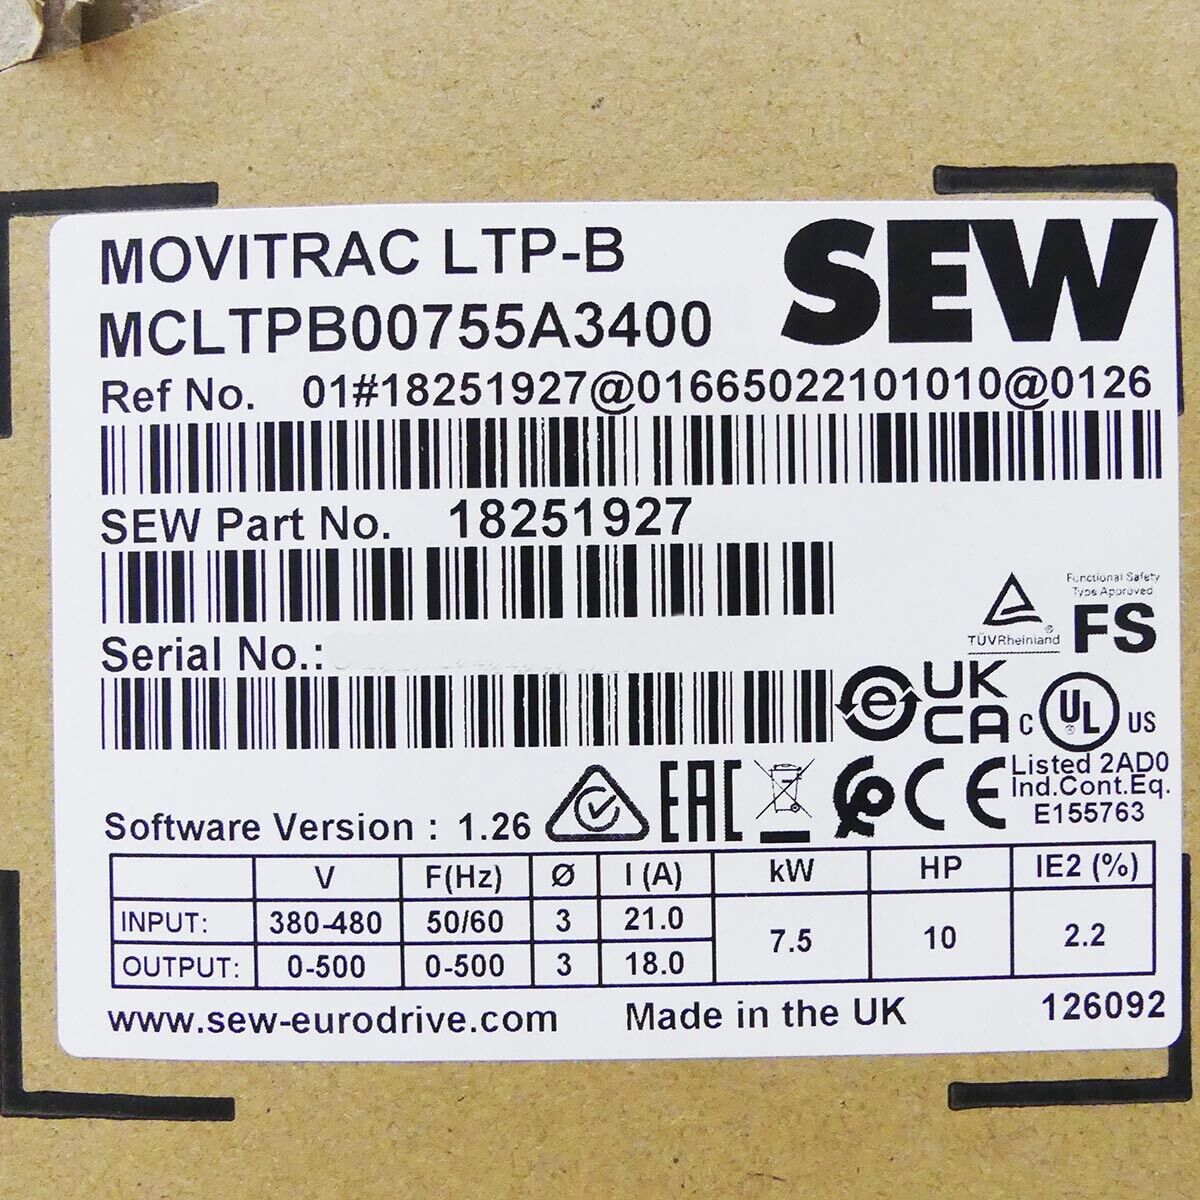 MOVITRAC LTP-B
SEW
MCLTPB00755A3400
Ref No. 01#18251927@01665022101010@0126
SEW Part No. 18251927
Functional Safety
Type Approved
TÜVRheinland®
FS
Serial No.:
UK
CA
C UL® US
Listed 2AD0
Ind.Cont.Eq.
E155763
EAC
CE
Software Version : 1.26
V F(Hz) Ø I (A) kW HP IE2 (%)
INPUT: 380-480 50/60 3 21.0 7.5 10 2.2
OUTPUT: 0-500 0-500 3 18.0
www.sew-eurodrive.com Made in the UK 126092